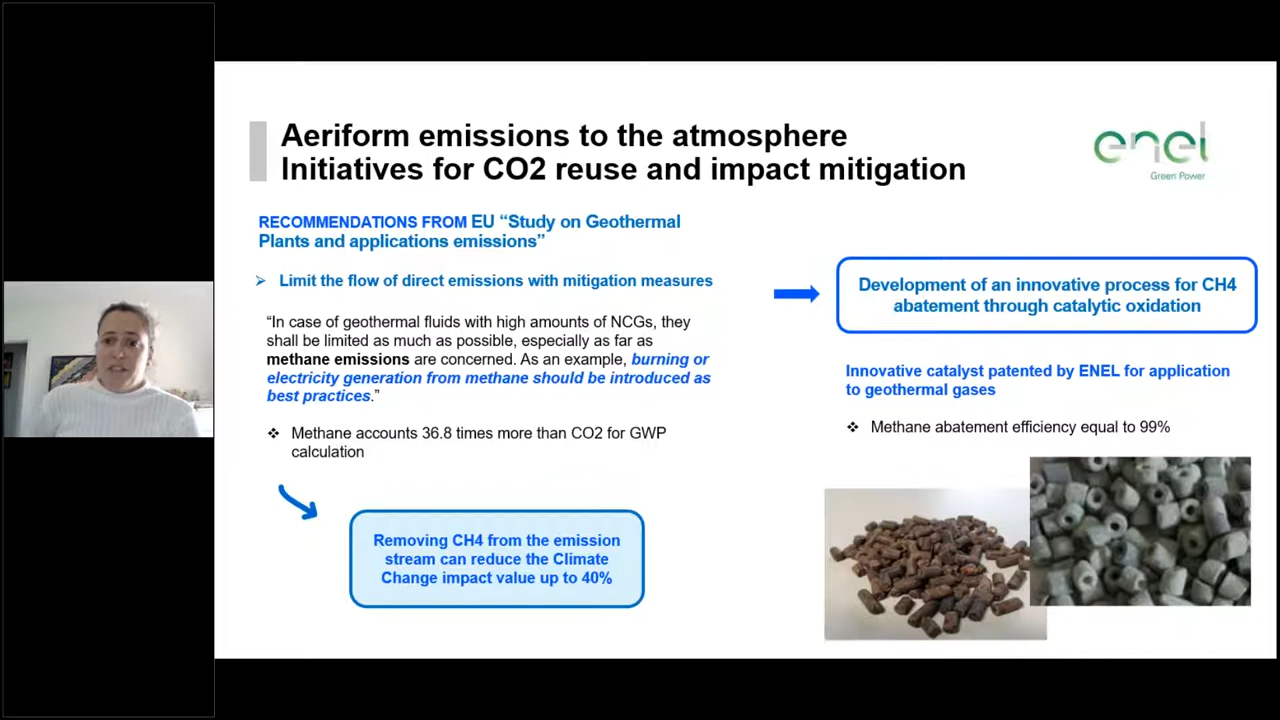 Aeriform emissions to the atmosphere
Initiatives for CO2 reuse and impact mitigation
enel
Green Power
RECOMMENDATIONS FROM EU “Study on Geothermal
Plants and applications emissions”
➢ Limit the flow of direct emissions with mitigation measures
“In case of geothermal fluids with high amounts of NCGs, they
shall be limited as much as possible, especially as far as
methane emissions are concerned. As an example, burning or
electricity generation from methane should be introduced as
best practices.”
❖ Methane accounts 36.8 times more than CO2 for GWP
calculation
Removing CH4 from the emission
stream can reduce the Climate
Change impact value up to 40%
Development of an innovative process for CH4
abatement through catalytic oxidation
Innovative catalyst patented by ENEL for application
to geothermal gases
❖ Methane abatement efficiency equal to 99%